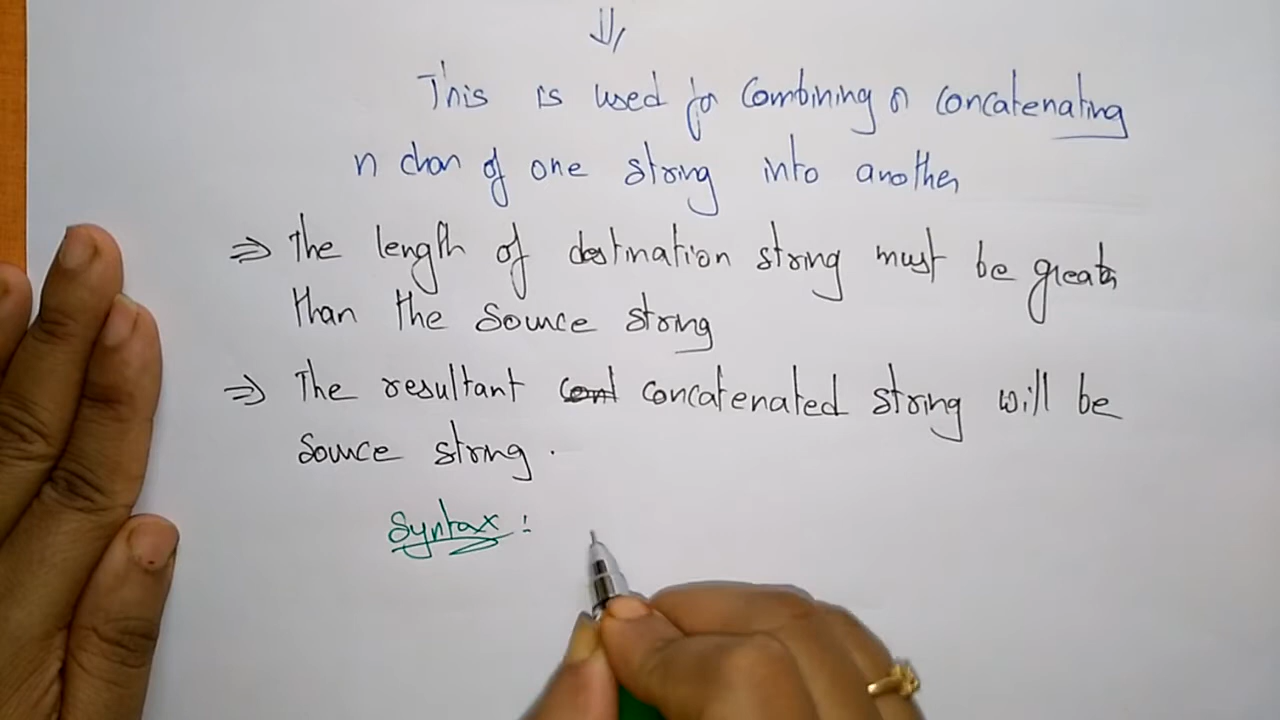 This is used for combining or concatenating
n char of one string into another
⇒ The length of destination string must be greater
than the source string
⇒ The resultant concatenated string will be
source string.
Syntax: